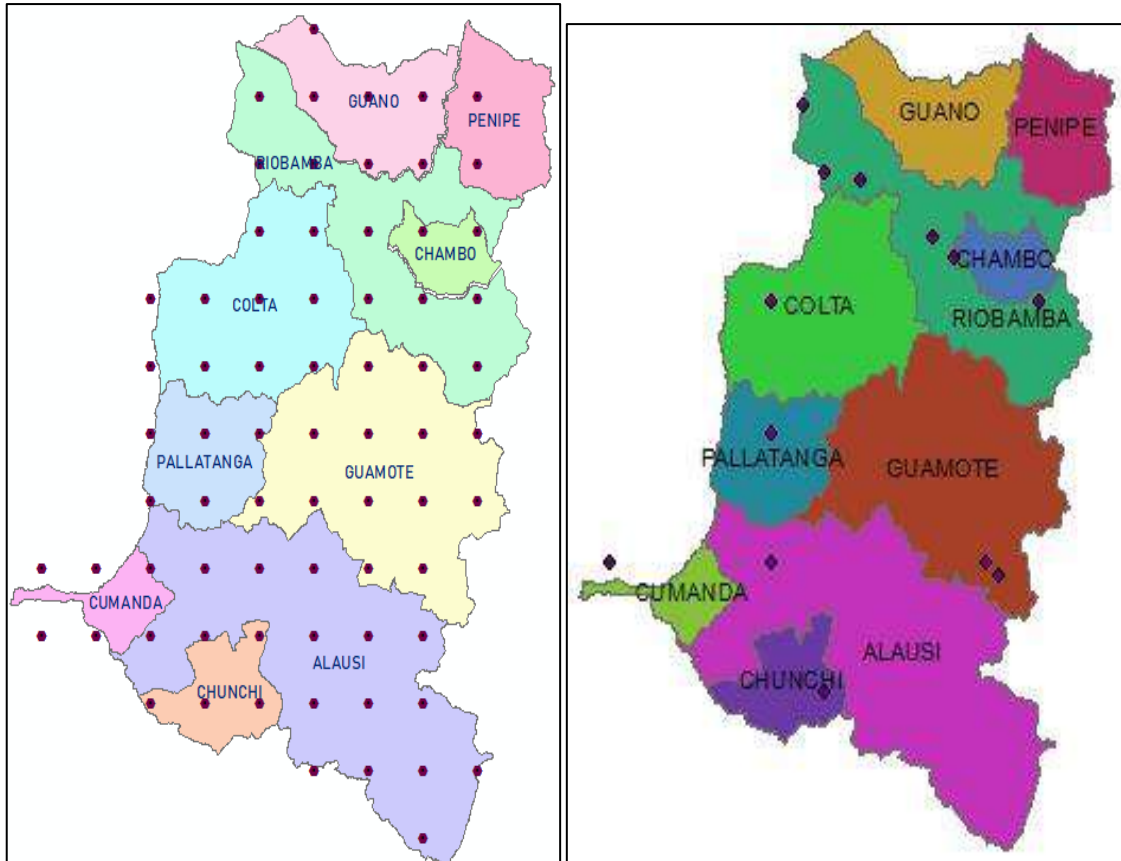 GUANO
PENIPE
RIOBAMBA
CHAMBO
COLTA
PALLATANGA
GUAMOTE
CUMANDA
ALAUSI
CHUNCHI
GUANO
PENIPE
CHAMBO
COLTA
RIOBAMBA
PALLATANGA
GUAMOTE
CUMANDA
ALAUSI
CHUNCHI